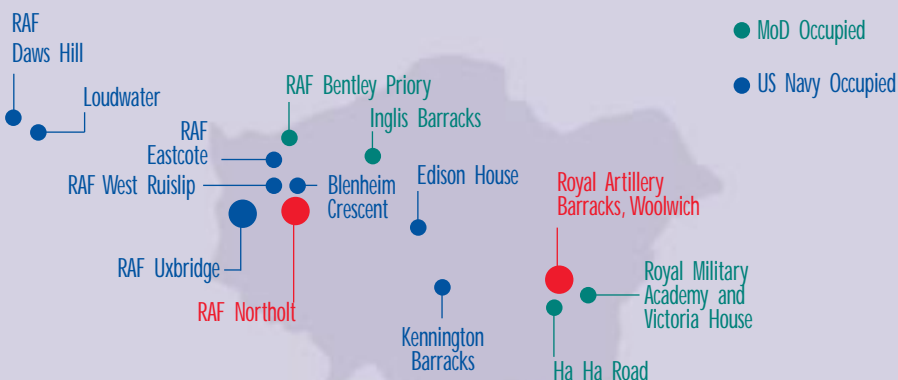 RAF
Daws Hill
Loudwater
MoD Occupied
US Navy Occupied
RAF Bentley Priory
Inglis Barracks
RAF
Eastcote
RAF West Ruislip
Blenheim
Crescent
Edison House
Royal Artillery
Barracks, Woolwich
RAF Uxbridge
RAF Northolt
Royal Military
Academy and
Victoria House
Kennington
Barracks
Ha Ha Road